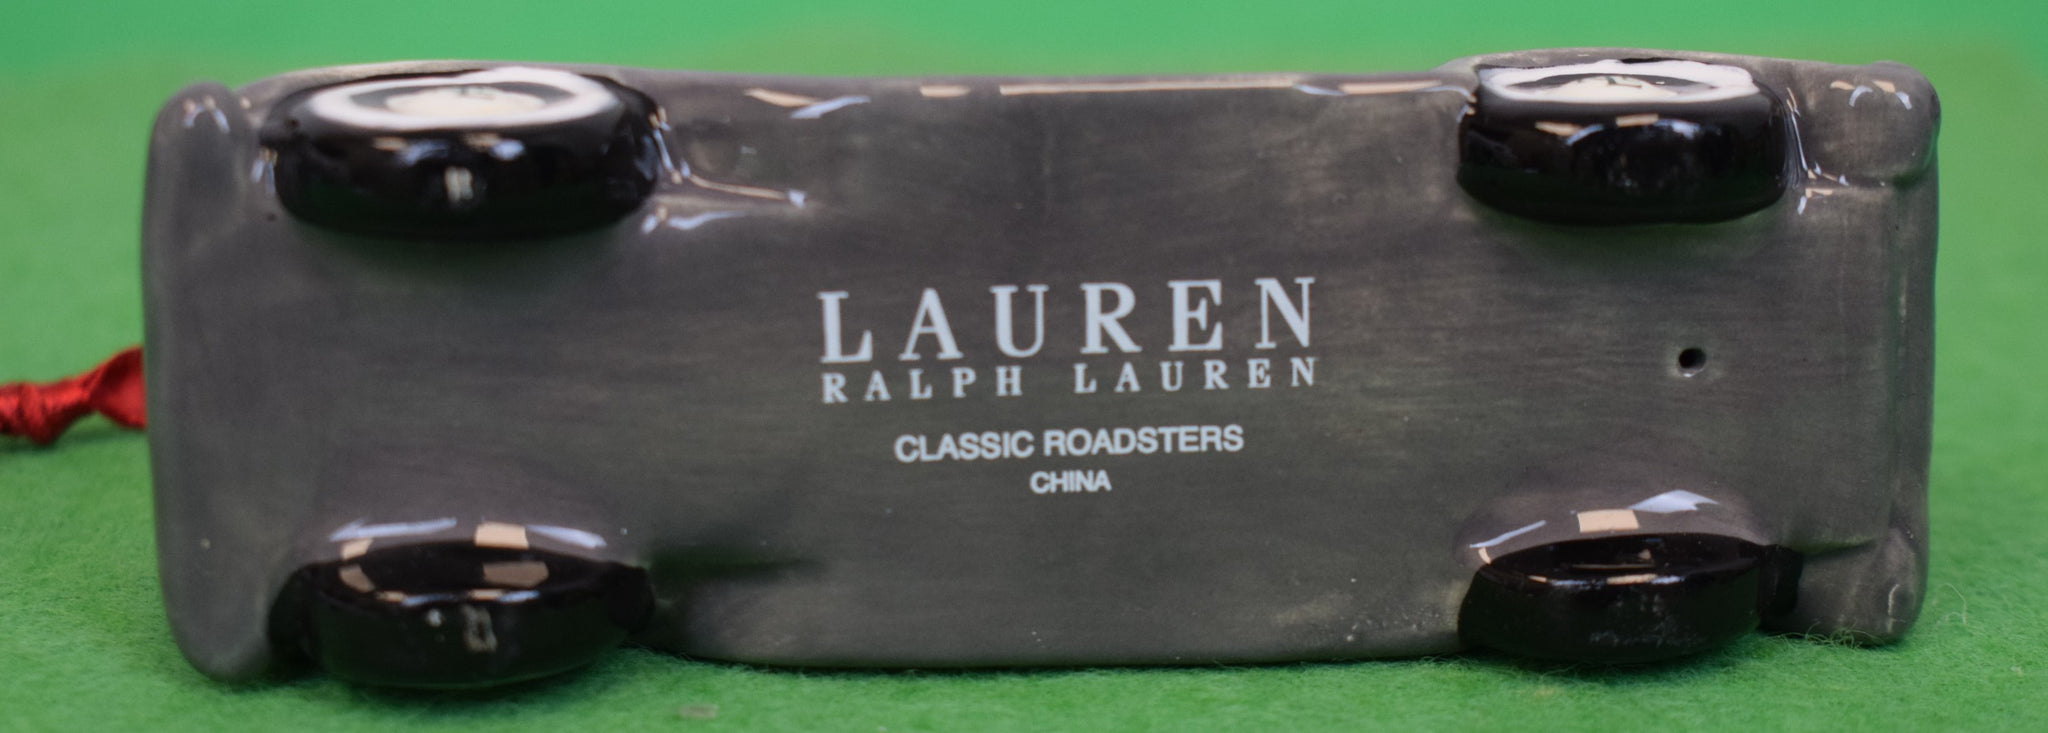 LAUREN
RALPH LAUREN
CLASSIC ROADSTERS
CHINA